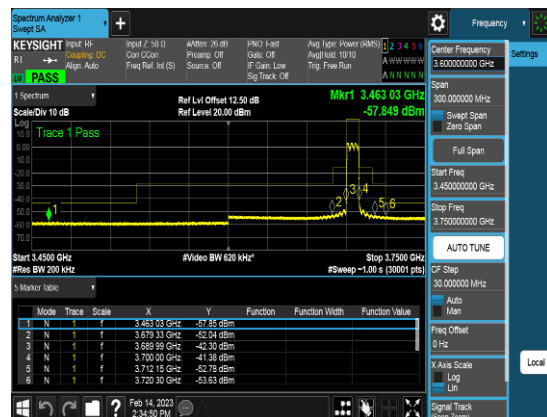 Spectrum Analyzer 1
Swept SA
+
Frequency
KEYSIGHT
Input: RF
Coupling: DC
Align: Auto
Input Z: 50 Ω
Corr CCorr
Freq Ref: Int (S)
#Atten: 26 dB
Preamp: Off
Source: Off
PNO: Fast
Gate: Off
IF Gain: Low
Sig Track: Off
Avg Type: Power (RMS)
Avg|Hold: 10/10
Trig: Free Run
1 2 3 4 5 6
A W W W W W
A N N N N N
PASS
1 Spectrum
Scale/Div 10 dB
Ref Lvl Offset 12.50 dB
Ref Level 20.00 dBm
Mkr1 3.463 03 GHz
-57.849 dBm
Log
Trace 1 Pass
10.0
0.00
-10.0
-20.0
-30.0
-40.0
-50.0
-60.0
-70.0
1
2
3
4
5
6
Start 3.4500 GHz
#Res BW 200 kHz
#Video BW 620 kHz*
Stop 3.7500 GHz
#Sweep ~1.00 s (30001 pts)
5 Marker Table
Mode Trace Scale X Y Function Function Width Function Value
1 N 1 f 3.463 03 GHz -57.85 dBm
2 N 1 f 3.679 33 GHz -52.04 dBm
3 N 1 f 3.689 99 GHz -42.30 dBm
4 N 1 f 3.700 00 GHz -41.38 dBm
5 N 1 f 3.712 15 GHz -52.78 dBm
6 N 1 f 3.720 30 GHz -53.63 dBm
Feb 14, 2023
2:34:50 PM
Center Frequency
3.600000000 GHz
Span
300.000000 MHz
Swept Span
Zero Span
Full Span
Start Freq
3.450000000 GHz
Stop Freq
3.750000000 GHz
AUTO TUNE
CF Step
30.000000 MHz
Auto
Man
Freq Offset
0 Hz
X Axis Scale
Log
Lin
Signal Track
Settings
Local